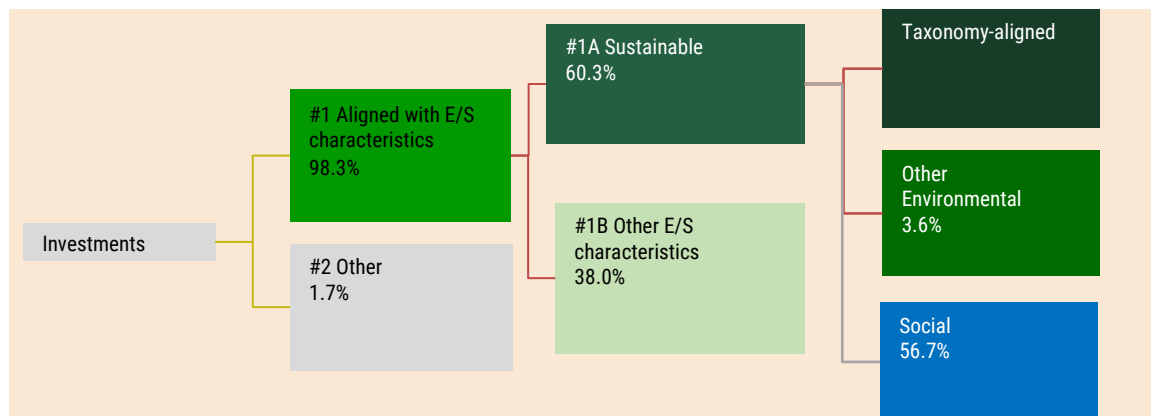 Investments
#1 Aligned with E/S
characteristics
98.3%
#2 Other
1.7%
#1A Sustainable
60.3%
#1B Other E/S
characteristics
38.0%
Taxonomy-aligned
Other
Environmental
3.6%
Social
56.7%